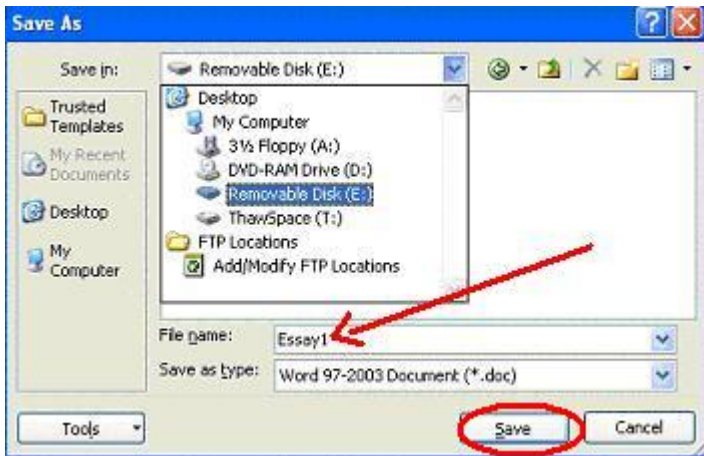 Save As
Save in:
Removable Disk (E:)
Trusted Templates
My Recent Documents
Desktop
My Computer
Desktop
My Computer
3½ Floppy (A:)
DVD-RAM Drive (D:)
Removable Disk (E:)
ThawSpace (T:)
FTP Locations
Add/Modify FTP Locations
File name:
Essay1
Save as type:
Word 97-2003 Document (*.doc)
Tools
Save
Cancel